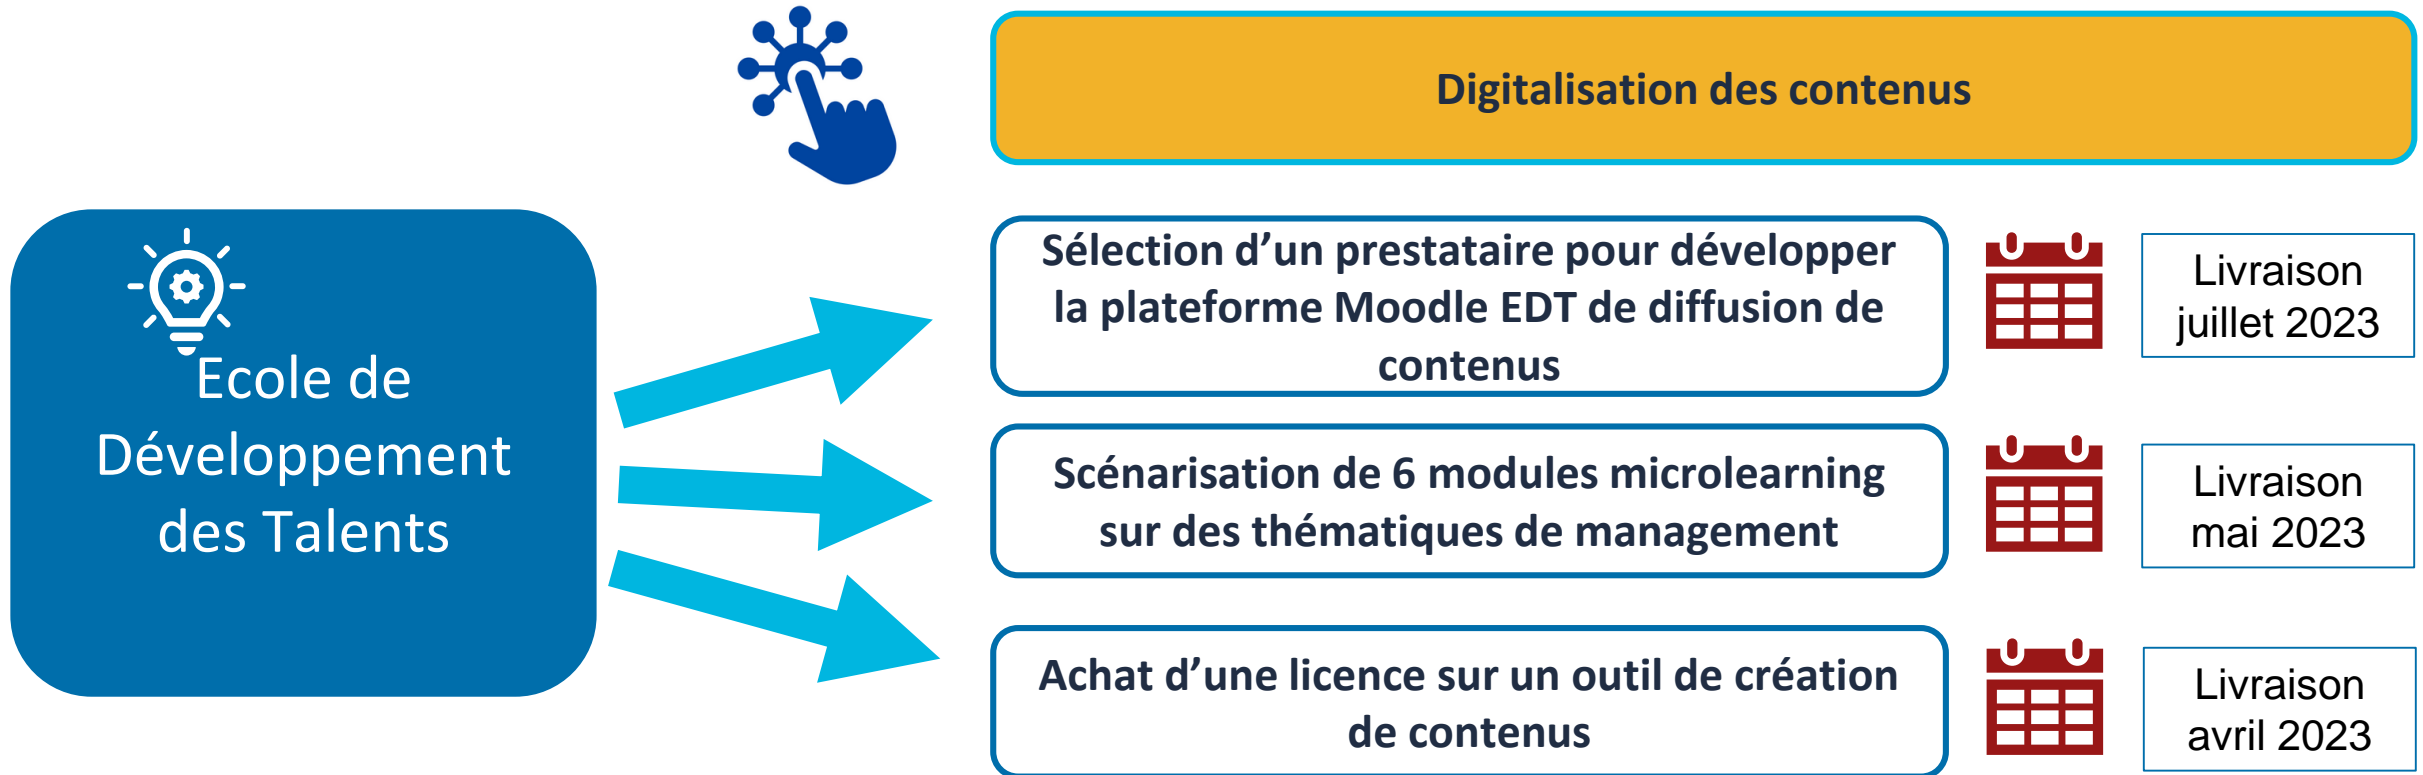 Digitalisation des contenus
Ecole de
Développement
des Talents
Sélection d’un prestataire pour développer
la plateforme Moodle EDT de diffusion de
contenus
Livraison
juillet 2023
Scénarisation de 6 modules microlearning
sur des thématiques de management
Livraison
mai 2023
Achat d’une licence sur un outil de création
de contenus
Livraison
avril 2023